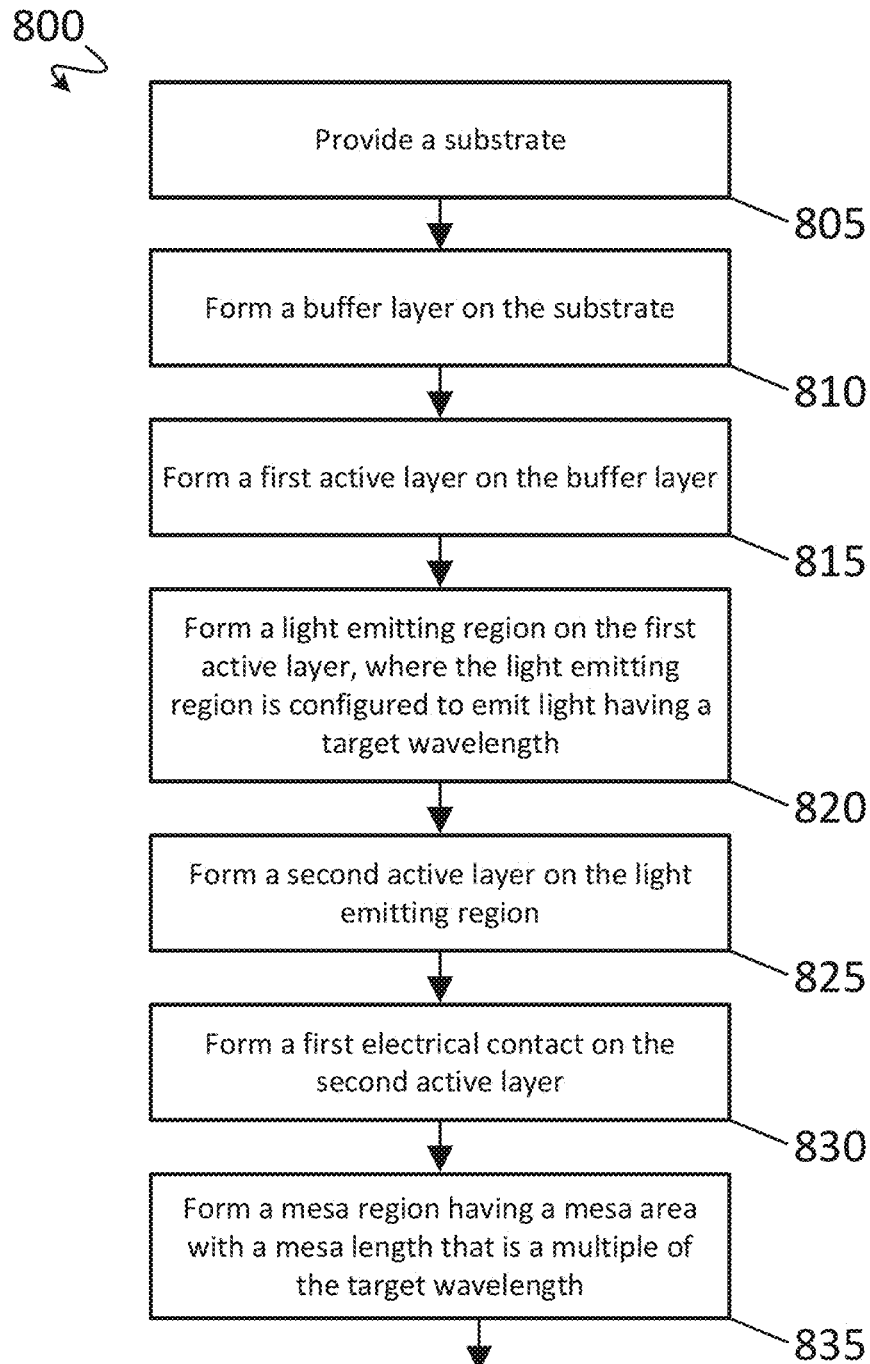 800
Provide a substrate
805
Form a buffer layer on the substrate
810
Form a first active layer on the buffer layer
815
Form a light emitting region on the first
active layer, where the light emitting
region is configured to emit light having a
target wavelength
820
Form a second active layer on the light
emitting region
825
Form a first electrical contact on the
second active layer
830
Form a mesa region having a mesa area
with a mesa length that is a multiple of
the target wavelength
835